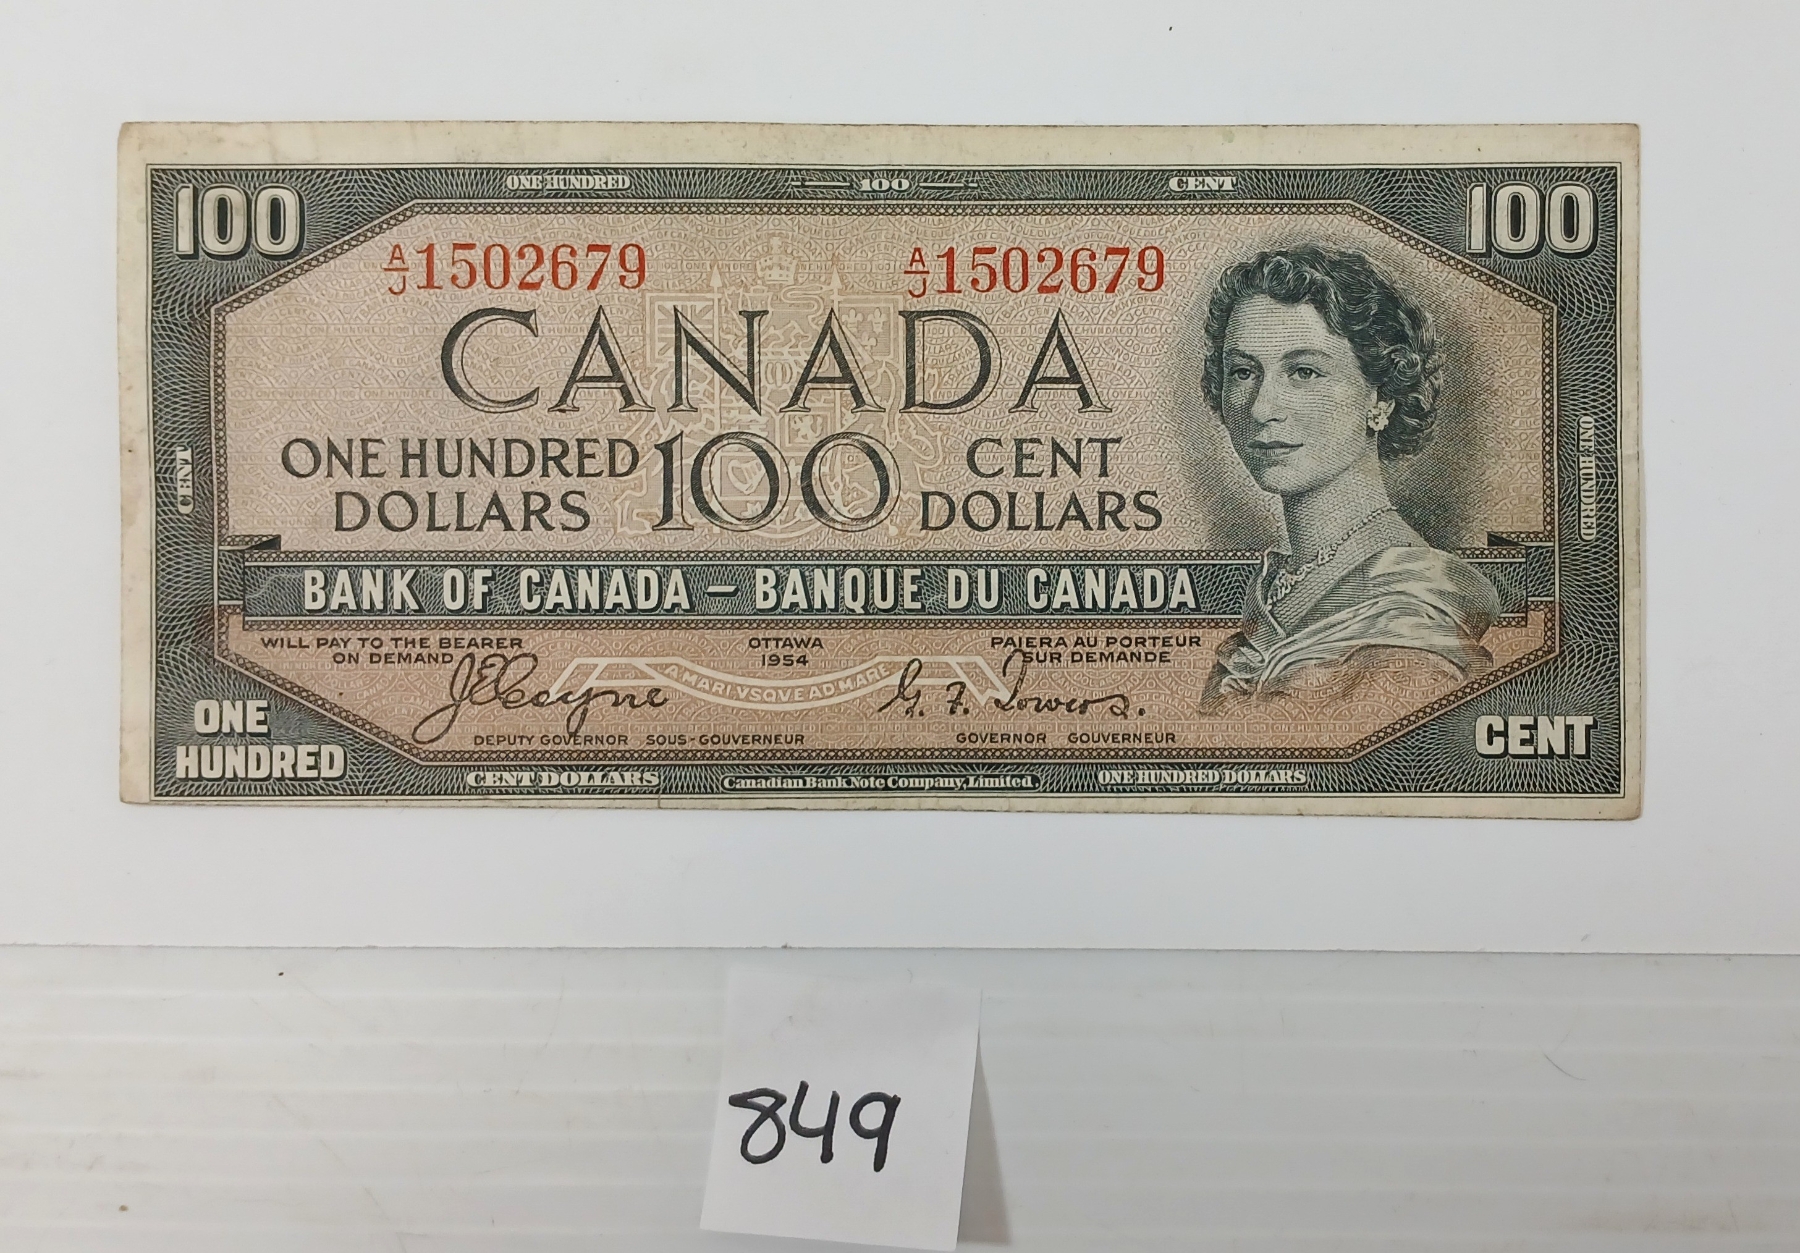 ONE HUNDRED 100 CENT
100 100
A/J 1502679 A/J 1502679
CANADA
ONE HUNDRED DOLLARS 100 CENT DOLLARS
CENT
ONE HUNDRED
BANK OF CANADA – BANQUE DU CANADA
WILL PAY TO THE BEARER ON DEMAND
OTTAWA 1954
PAIERA AU PORTEUR SUR DEMANDE
A MARI VSQVE AD MARE
J E Coyne
G. F. Towers.
DEPUTY GOVERNOR SOUS-GOUVERNEUR
GOVERNOR GOUVERNEUR
ONE HUNDRED
CENT
CENT DOLLARS Canadian Bank Note Company, Limited ONE HUNDRED DOLLARS
849